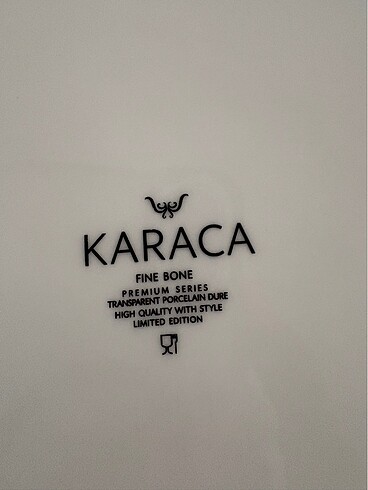 KARACA
FINE BONE
PREMIUM SERIES
TRANSPARENT PORCELAIN DURE
HIGH QUALITY WITH STYLE
LIMITED EDITION